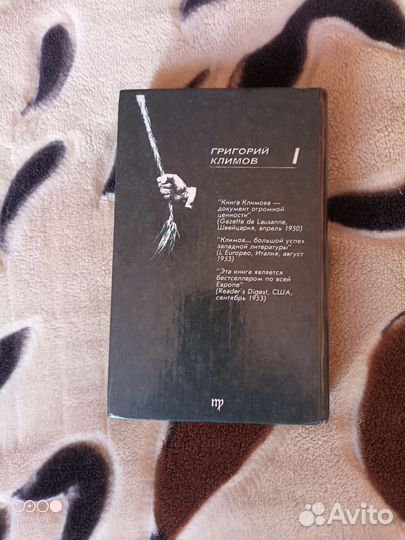 ГРИГОРИЙ
КЛИМОВ I
"Книга Климова —
документ огромной
ценности"
(Gazette de Lausanne,
Швейцария, апрель 1950)
"Климов... большой успех
западной литературы"
(L'Europeo, Италия, август
1953)
"Эта книга является
бестселлером по всей
Европе"
(Reader's Digest, США,
сентябрь 1953)
Avito